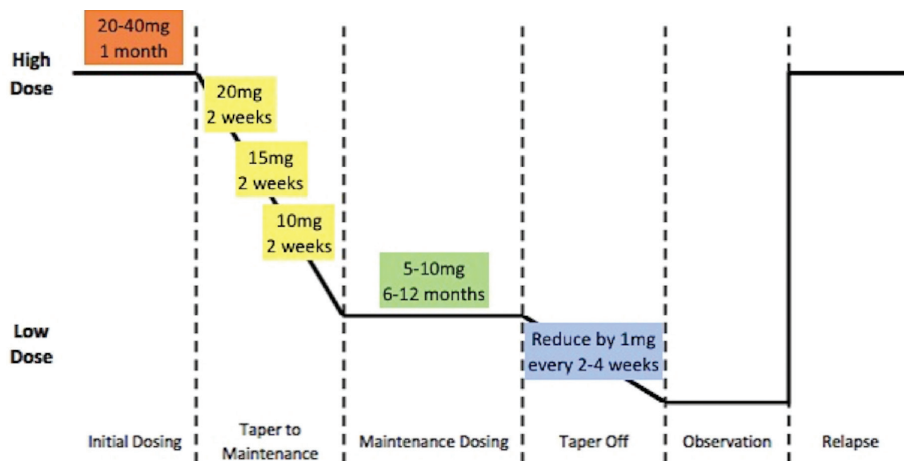 High
Dose
20-40mg
1 month
20mg
2 weeks
15mg
2 weeks
10mg
2 weeks
5-10mg
6-12 months
Low
Dose
Reduce by 1mg
every 2-4 weeks
Initial Dosing
Taper to
Maintenance
Maintenance Dosing
Taper Off
Observation
Relapse